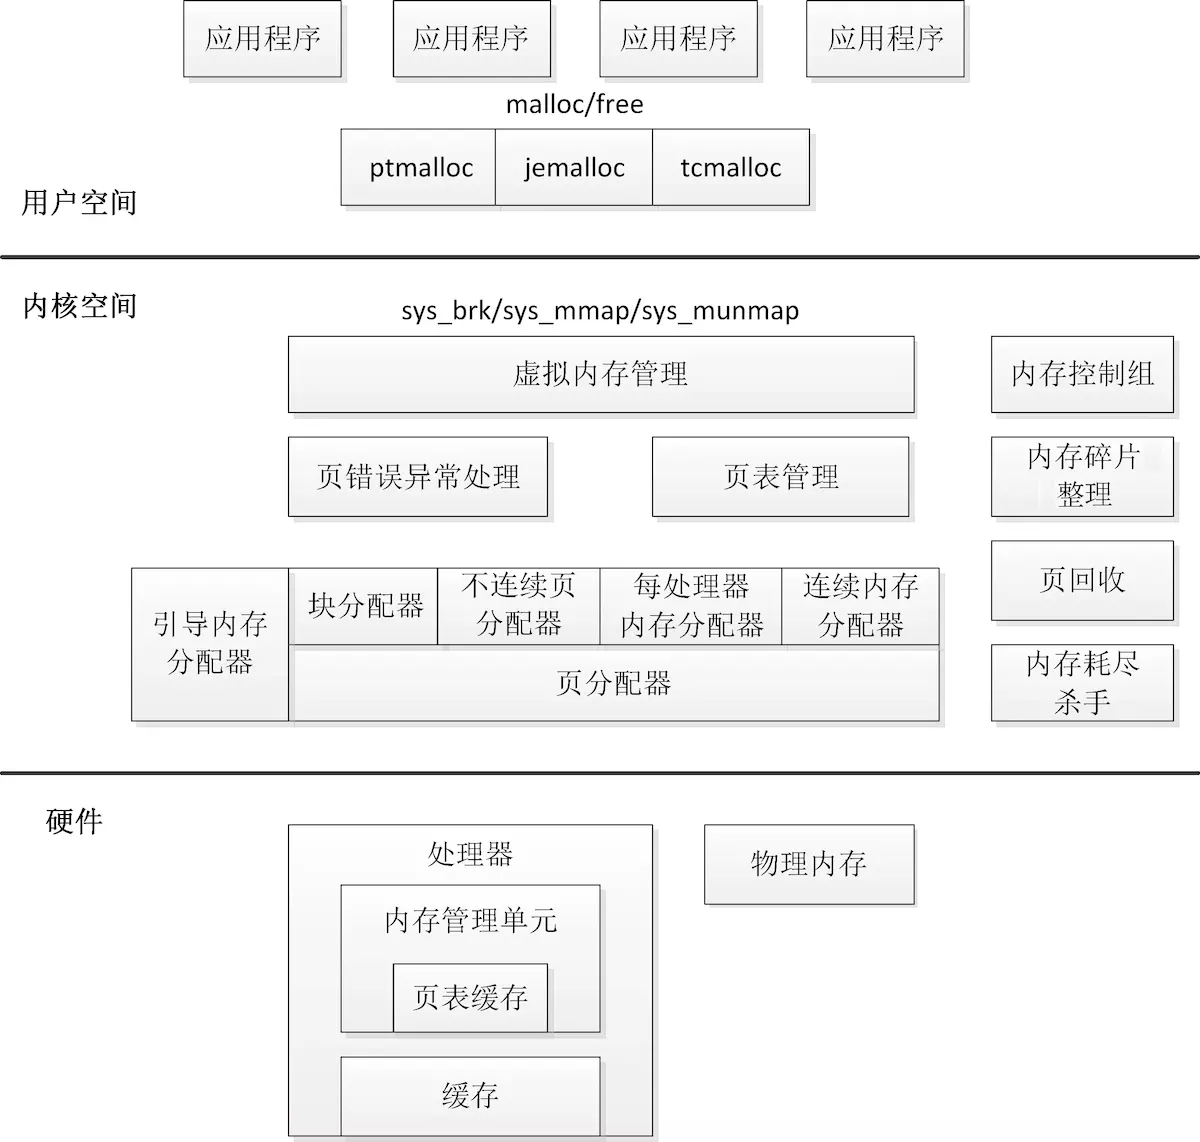 应用程序
应用程序
应用程序
应用程序
malloc/free
ptmalloc
jemalloc
tcmalloc
用户空间
内核空间
sys_brk/sys_mmap/sys_munmap
虚拟内存管理
内存控制组
页错误异常处理
页表管理
内存碎片
整理
页回收
引导内存
分配器
块分配器
不连续页
分配器
每处理器
内存分配器
连续内存
分配器
页分配器
内存耗尽
杀手
硬件
处理器
内存管理单元
页表缓存
缓存
物理内存